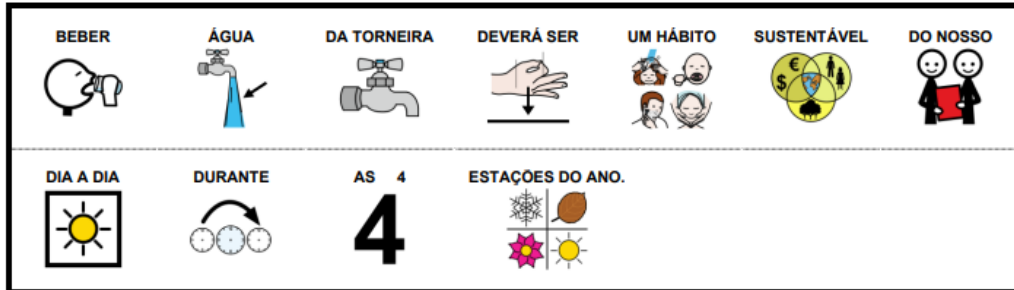 BEBER ÁGUA DA TORNEIRA DEVERÁ SER UM HÁBITO SUSTENTÁVEL DO NOSSO
€
$
DIA A DIA DURANTE AS 4 ESTAÇÕES DO ANO.
4